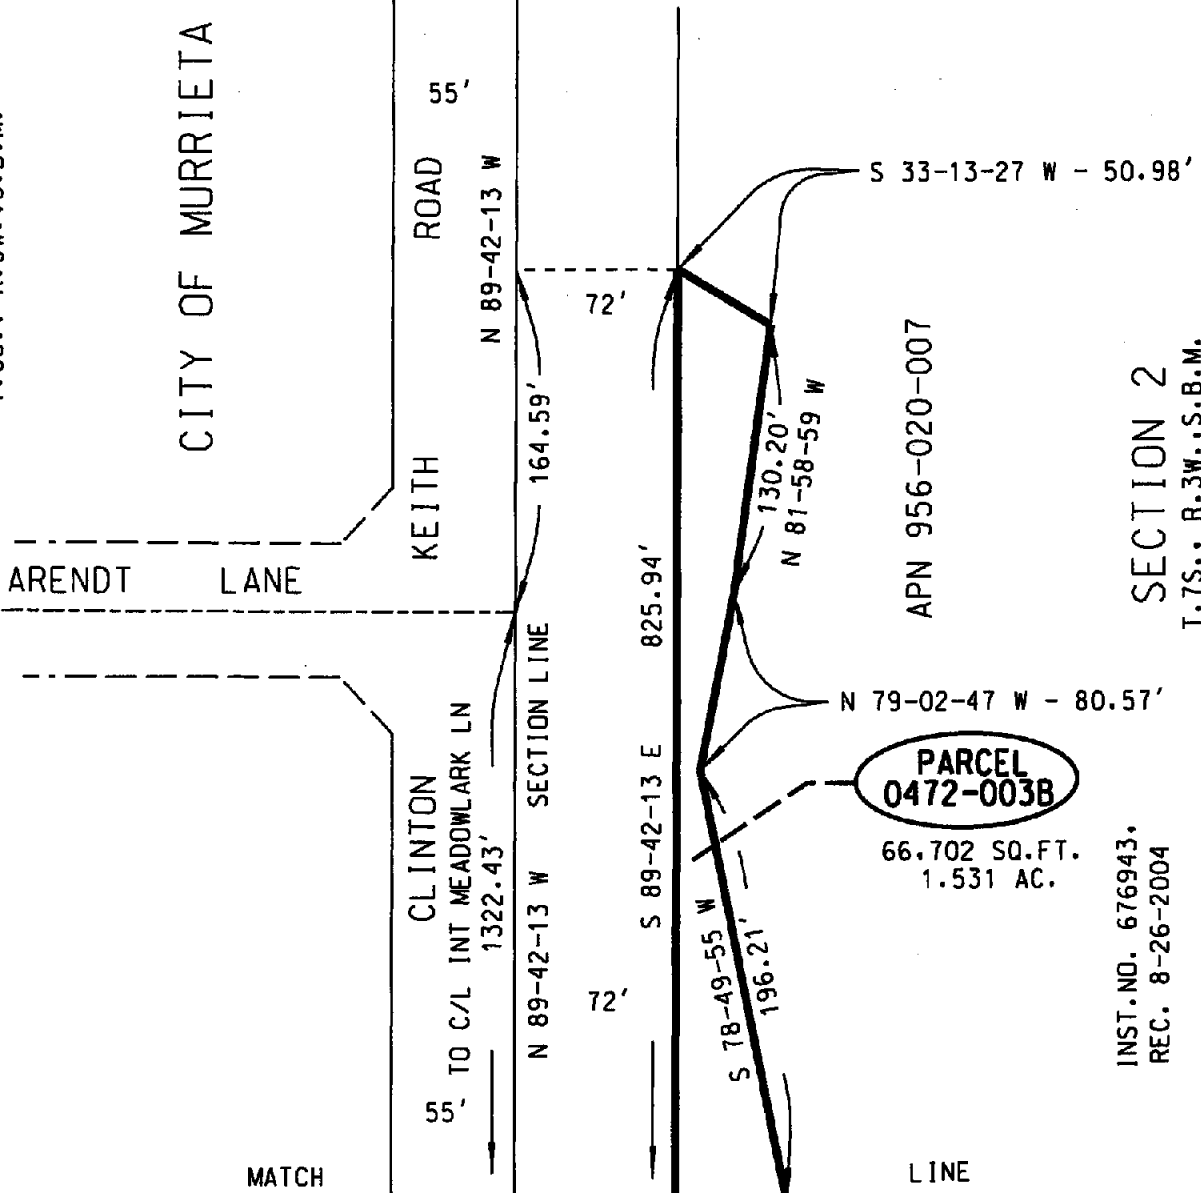 CITY OF MURRIETA
55'
ROAD
KEITH
N 89-42-13 W
164.59'
72'
S 33-13-27 W - 50.98'
130.20'
N 81-58-59 W
APN 956-020-007
SECTION 2
T.7S., R.3W.,S.B.M.
ARENDT LANE
825.94'
S 89-42-13 E
N 79-02-47 W - 80.57'
PARCEL
0472-003B
66,702 SQ.FT.
1.531 AC.
CLINTON
TO C/L INT MEADOWLARK LN
1322.43'
N 89-42-13 W SECTION LINE
72'
S 78-49-55 W
196.21'
INST.NO. 676943,
REC. 8-26-2004
55'
MATCH LINE